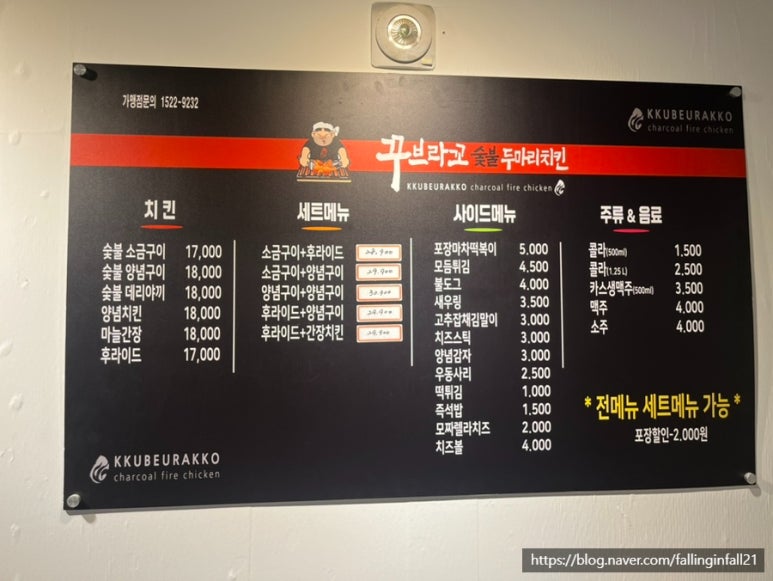 가맹점문의 1522-9232
KKUBEURAKKO
charcoal fire chicken
꾸브라꼬 숯불 두마리치킨
KKUBEURAKKO charcoal fire chicken
치킨
숯불 소금구이 17,000
숯불 양념구이 18,000
숯불 데리야끼 18,000
양념치킨 18,000
마늘간장 18,000
후라이드 17,000
세트메뉴
소금구이+후라이드
소금구이+양념구이 29,900
양념구이+양념구이
후라이드+양념구이
후라이드+간장치킨
사이드메뉴
포장마차떡볶이 5,000
모듬튀김 4,500
불도그 4,000
새우링 3,500
고추잡채김말이 3,000
치즈스틱 3,000
양념감자 3,000
우동사리 2,500
떡튀김 1,000
즉석밥 1,500
모짜렐라치즈 2,000
치즈볼 4,000
주류 & 음료
콜라(500ml) 1,500
콜라(1.25 L) 2,500
카스생맥주(500ml) 3,500
맥주 4,000
소주 4,000
* 전메뉴 세트메뉴 가능 *
포장할인-2,000원
KKUBEURAKKO
charcoal fire chicken
https://blog.naver.com/fallinginfall21